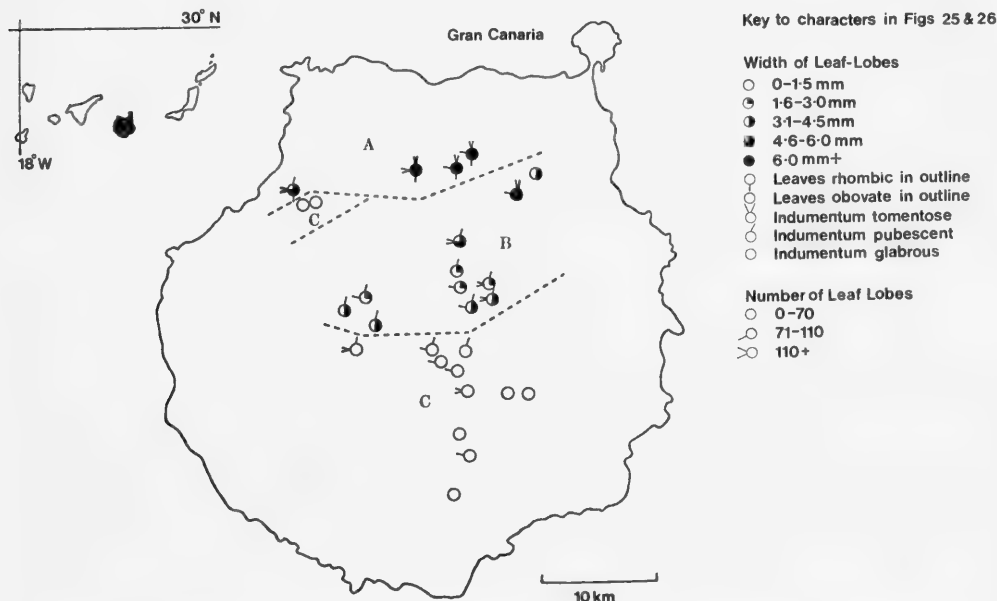 30° N
18° W
Gran Canaria
A
C
B
C
10 km
Key to characters in Figs 25 & 26
Width of Leaf-Lobes
0-1·5 mm
1·6-3·0 mm
3·1-4·5 mm
4·6-6·0 mm
6·0 mm+
Leaves rhombic in outline
Leaves obovate in outline
Indumentum tomentose
Indumentum pubescent
Indumentum glabrous
Number of Leaf Lobes
0-70
71-110
110+